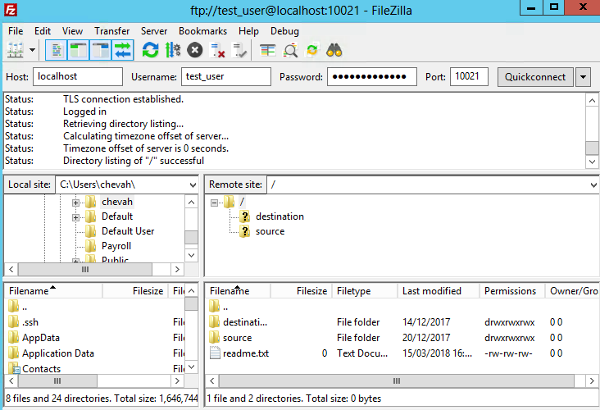 ftp://test_user@localhost:10021 - FileZilla
File Edit View Transfer Server Bookmarks Help Debug
Host: localhost Username: test_user Password: ●●●●●●●●●●●●● Port: 10021 Quickconnect
Status: TLS connection established.
Status: Logged in
Status: Retrieving directory listing...
Status: Calculating timezone offset of server...
Status: Timezone offset of server is 0 seconds.
Status: Directory listing of "/" successful
Local site: C:\Users\chevah\
chevah
Default
Default User
Payroll
Public
Remote site: /
/
destination
source
Filename Filesize Fil
..
.ssh Fil
AppData Fil
Application Data Fil
Contacts Fil
8 files and 24 directories. Total size: 1,646,744
Filename Filesize Filetype Last modified Permissions Owner/Gro
..
destinati... File folder 14/12/2017 drwxrwxrwx 0 0
source File folder 20/12/2017 drwxrwxrwx 0 0
readme.txt 0 Text Docu... 15/03/2018 16:... -rw-rw-rw- 0 0
1 file and 2 directories. Total size: 0 bytes